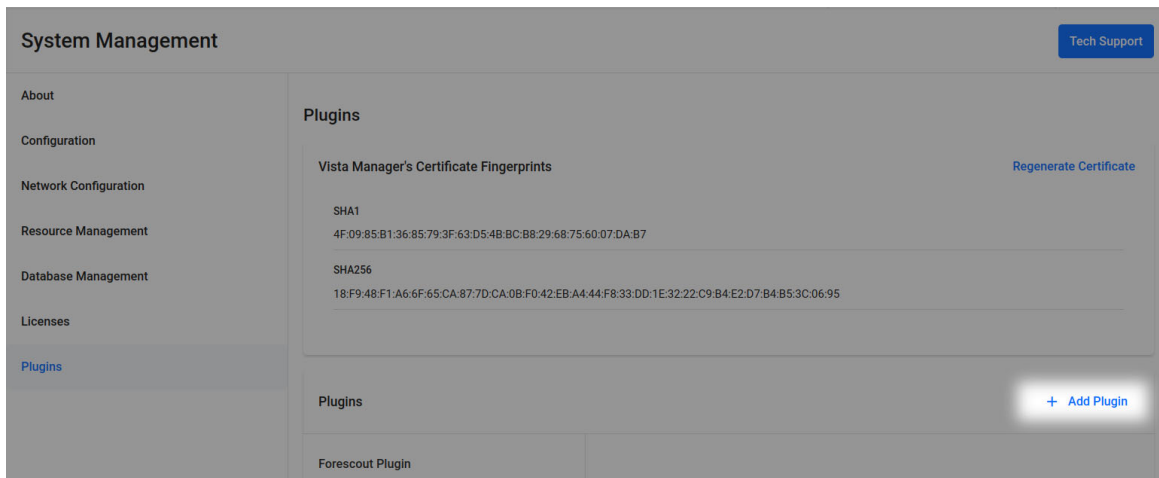 System Management
Tech Support
About
Configuration
Network Configuration
Resource Management
Database Management
Licenses
Plugins
Plugins
Vista Manager's Certificate Fingerprints
Regenerate Certificate
SHA1
4F:09:85:B1:36:85:79:3F:63:D5:4B:BC:B8:29:68:75:60:07:DA:B7
SHA256
18:F9:48:F1:A6:6F:65:CA:87:7D:CA:0B:F0:42:EB:A4:44:F8:33:DD:1E:32:22:C9:B4:E2:D7:B4:B5:3C:06:95
Plugins
+ Add Plugin
Forescout Plugin